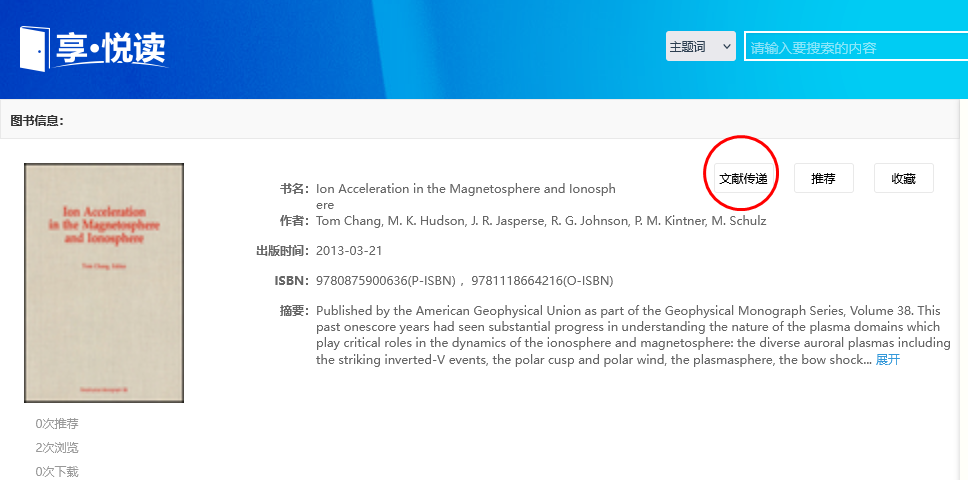 享•悦读
主题词
请输入要搜索的内容
图书信息：
文献传递
推荐
收藏
Ion Acceleration
in the Magnetosphere
and Ionosphere
Tom Chang, Editor
书名： Ion Acceleration in the Magnetosphere and Ionosph
ere
作者： Tom Chang, M. K. Hudson, J. R. Jasperse, R. G. Johnson, P. M. Kintner, M. Schulz
出版时间： 2013-03-21
ISBN： 9780875900636(P-ISBN) ，9781118664216(O-ISBN)
摘要： Published by the American Geophysical Union as part of the Geophysical Monograph Series, Volume 38. This
past onescore years had seen substantial progress in understanding the nature of the plasma domains which
play critical roles in the dynamics of the ionosphere and magnetosphere: the diverse auroral plasmas including
the striking inverted-V events, the polar cusp and polar wind, the plasmasphere, the bow shock... 展开
0次推荐
2次浏览
0次下载